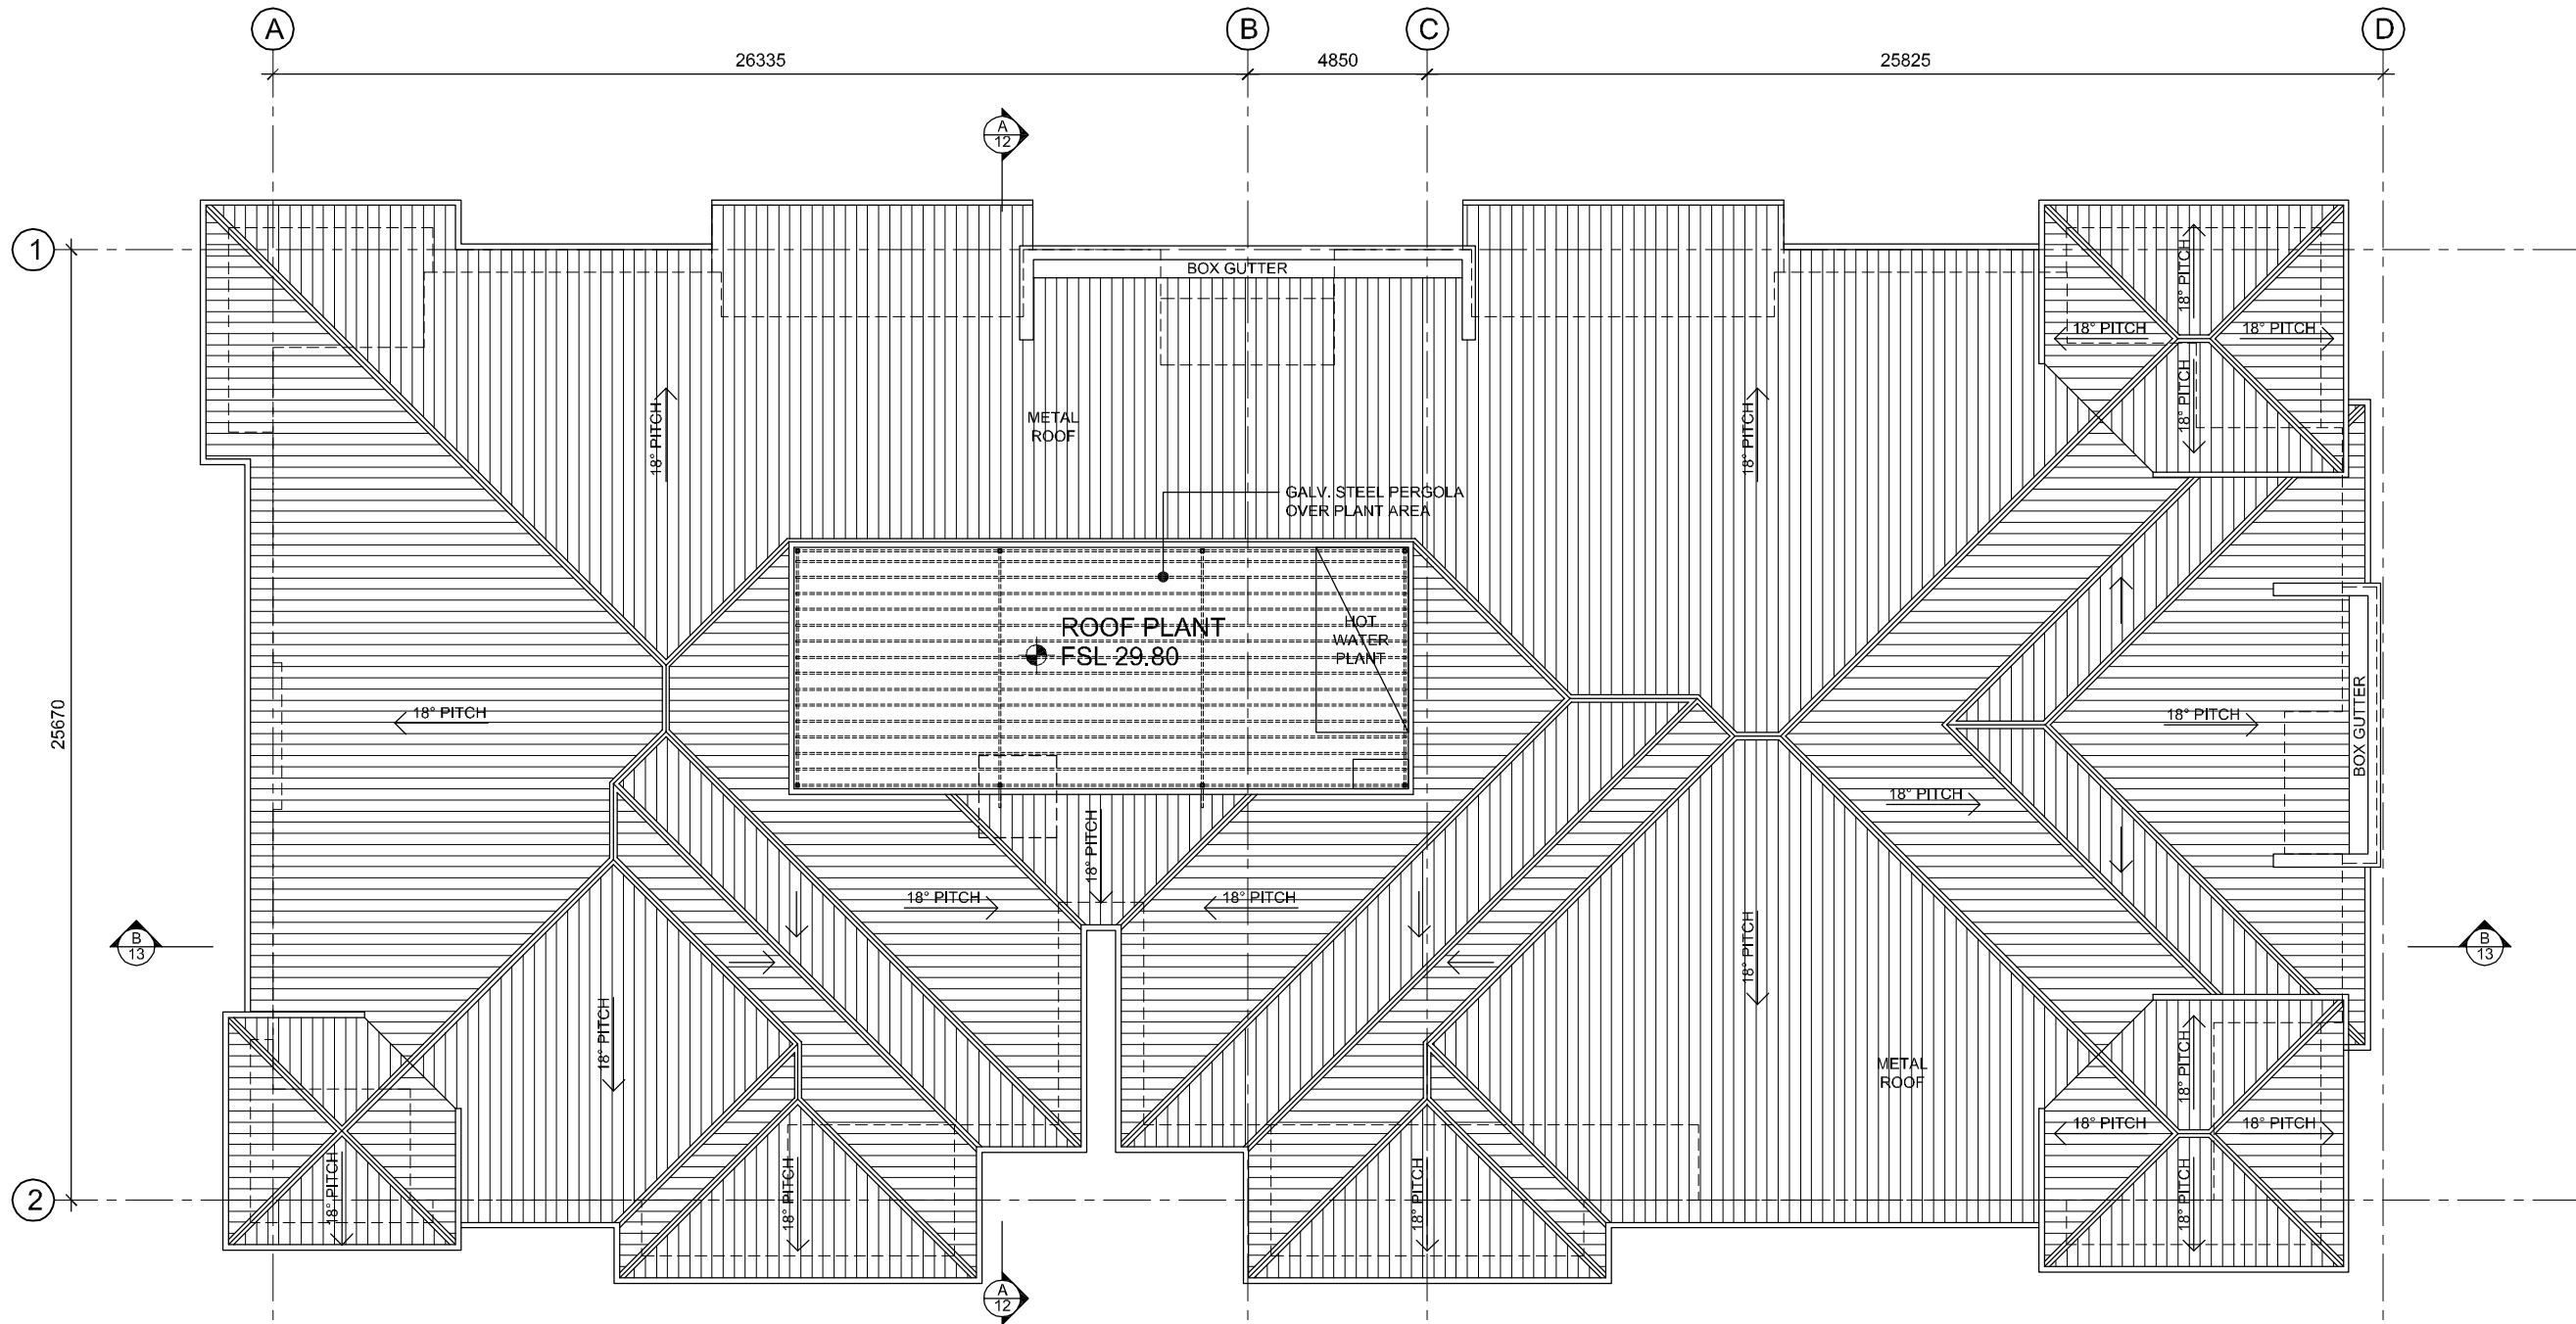 A
B
C
D
26335
4850
25825
A
12
1
BOX GUTTER
18° PITCH
18° PITCH
18° PITCH
18° PITCH
METAL
ROOF
18° PITCH
18° PITCH
GALV. STEEL PERGOLA
OVER PLANT AREA
ROOF PLANT
FSL 29.80
HOT
WATER
PLANT
25670
18° PITCH
18° PITCH
BOX GUTTER
18° PITCH
18° PITCH
18° PITCH
18° PITCH
18° PITCH
B
13
B
13
18° PITCH
METAL
ROOF
18° PITCH
18° PITCH
18° PITCH
18° PITCH
18° PITCH
18° PITCH
18° PITCH
2
A
12